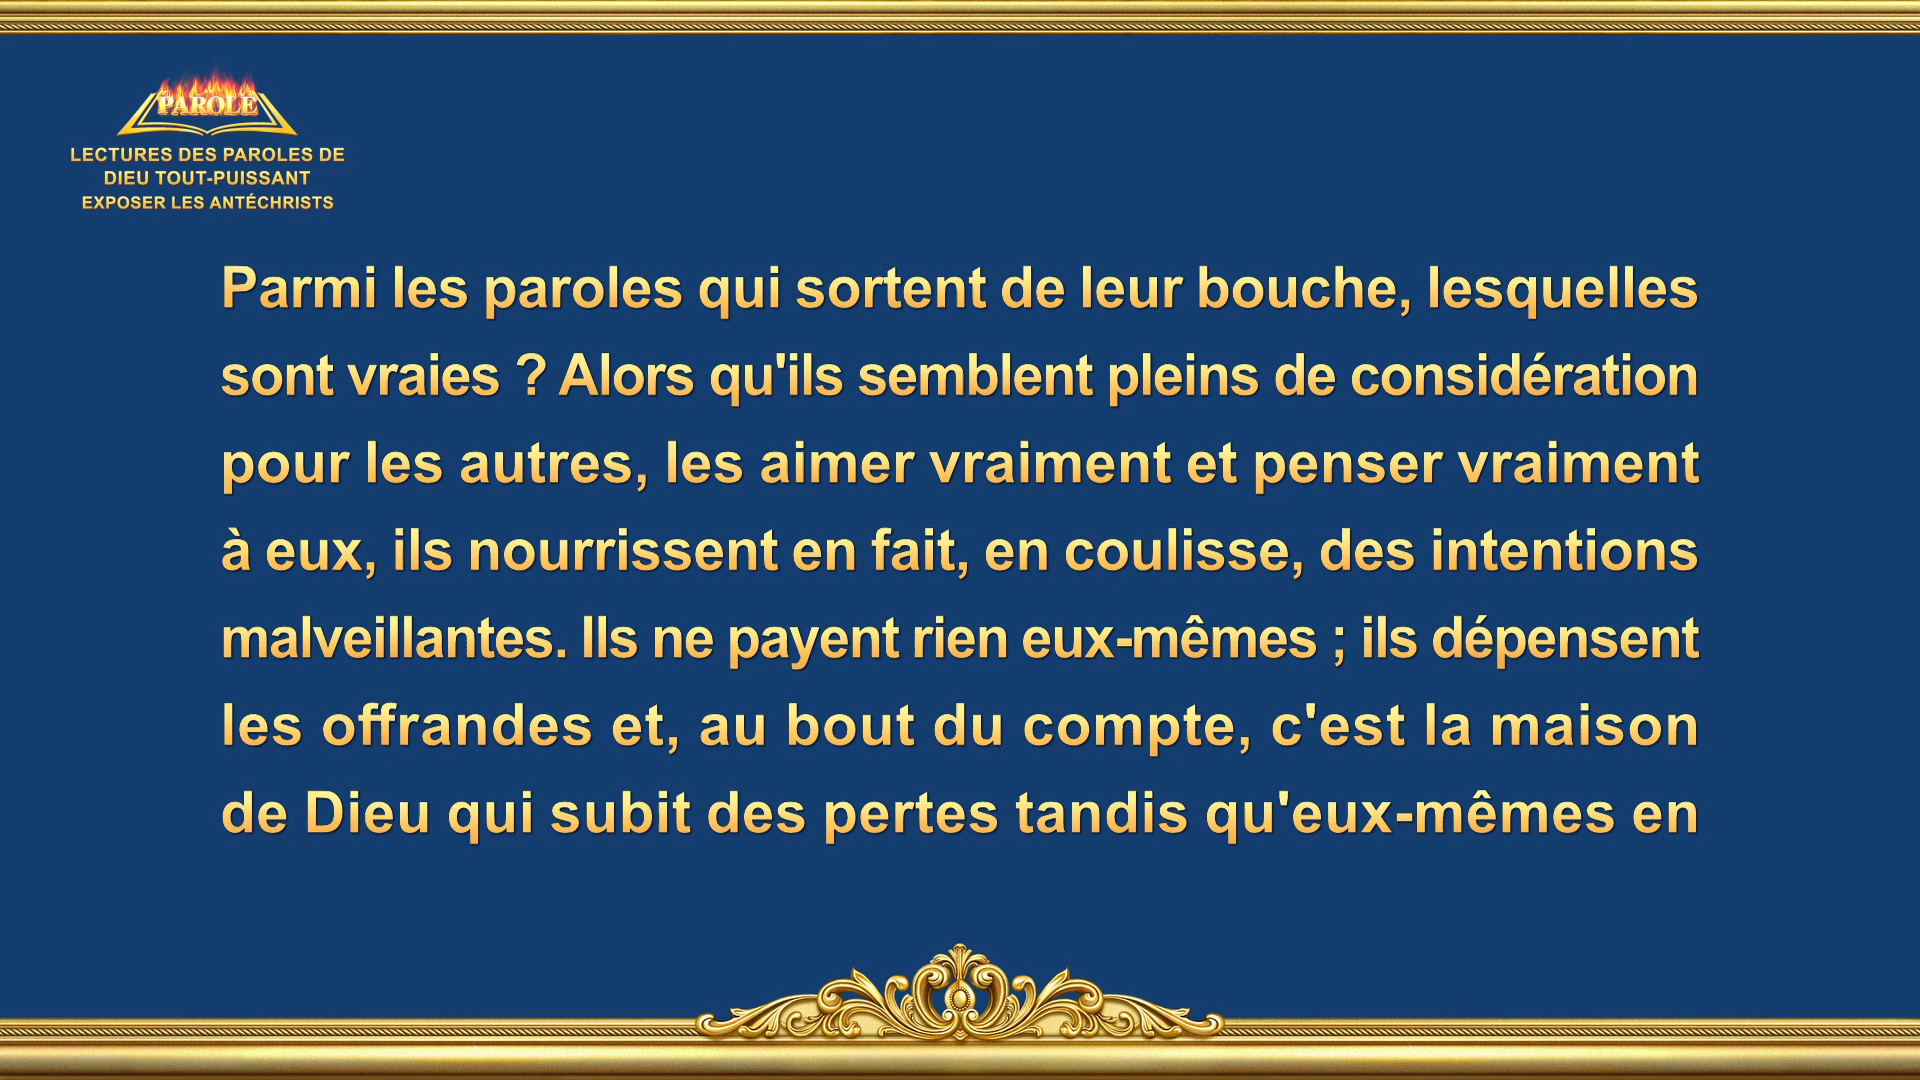 PAROLE
LECTURES DES PAROLES DE
DIEU TOUT-PUISSANT
EXPOSER LES ANTÉCHRISTS
Parmi les paroles qui sortent de leur bouche, lesquelles
sont vraies ? Alors qu'ils semblent pleins de considération
pour les autres, les aimer vraiment et penser vraiment
à eux, ils nourrissent en fait, en coulisse, des intentions
malveillantes. Ils ne payent rien eux-mêmes ; ils dépensent
les offrandes et, au bout du compte, c'est la maison
de Dieu qui subit des pertes tandis qu'eux-mêmes en